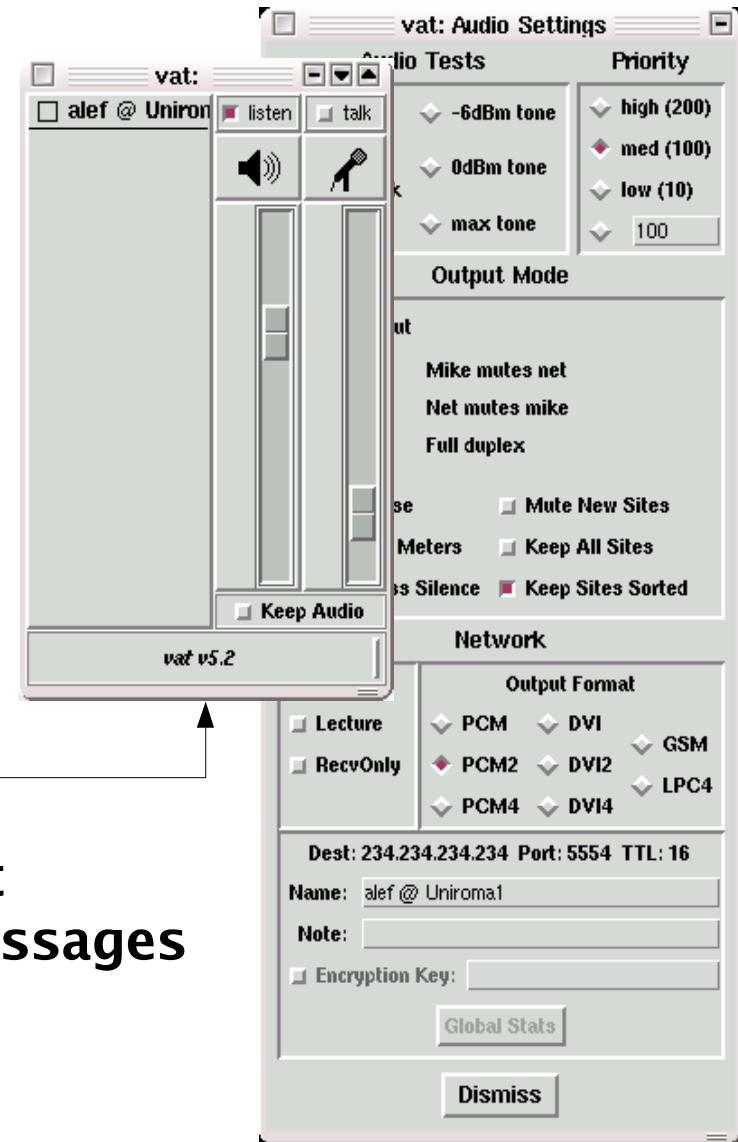 vat: Audio Settings
Audio Tests
Priority
-6dBm tone
0dBm tone
max tone
high (200)
med (100)
low (10)
100
vat:
alef @ Uniron
listen
talk
Keep Audio
vat v5.2
Output Mode
ut
Mike mutes net
Net mutes mike
Full duplex
se
Mute New Sites
Meters
Keep All Sites
ss Silence
Keep Sites Sorted
Network
Output Format
Lecture
RecvOnly
PCM
DVI
GSM
PCM2
DVI2
LPC4
PCM4
DVI4
Dest: 234.234.234.234 Port: 5554 TTL: 16
Name: alef @ Uniroma1
Note:
Encryption Key:
Global Stats
Dismiss
ssages